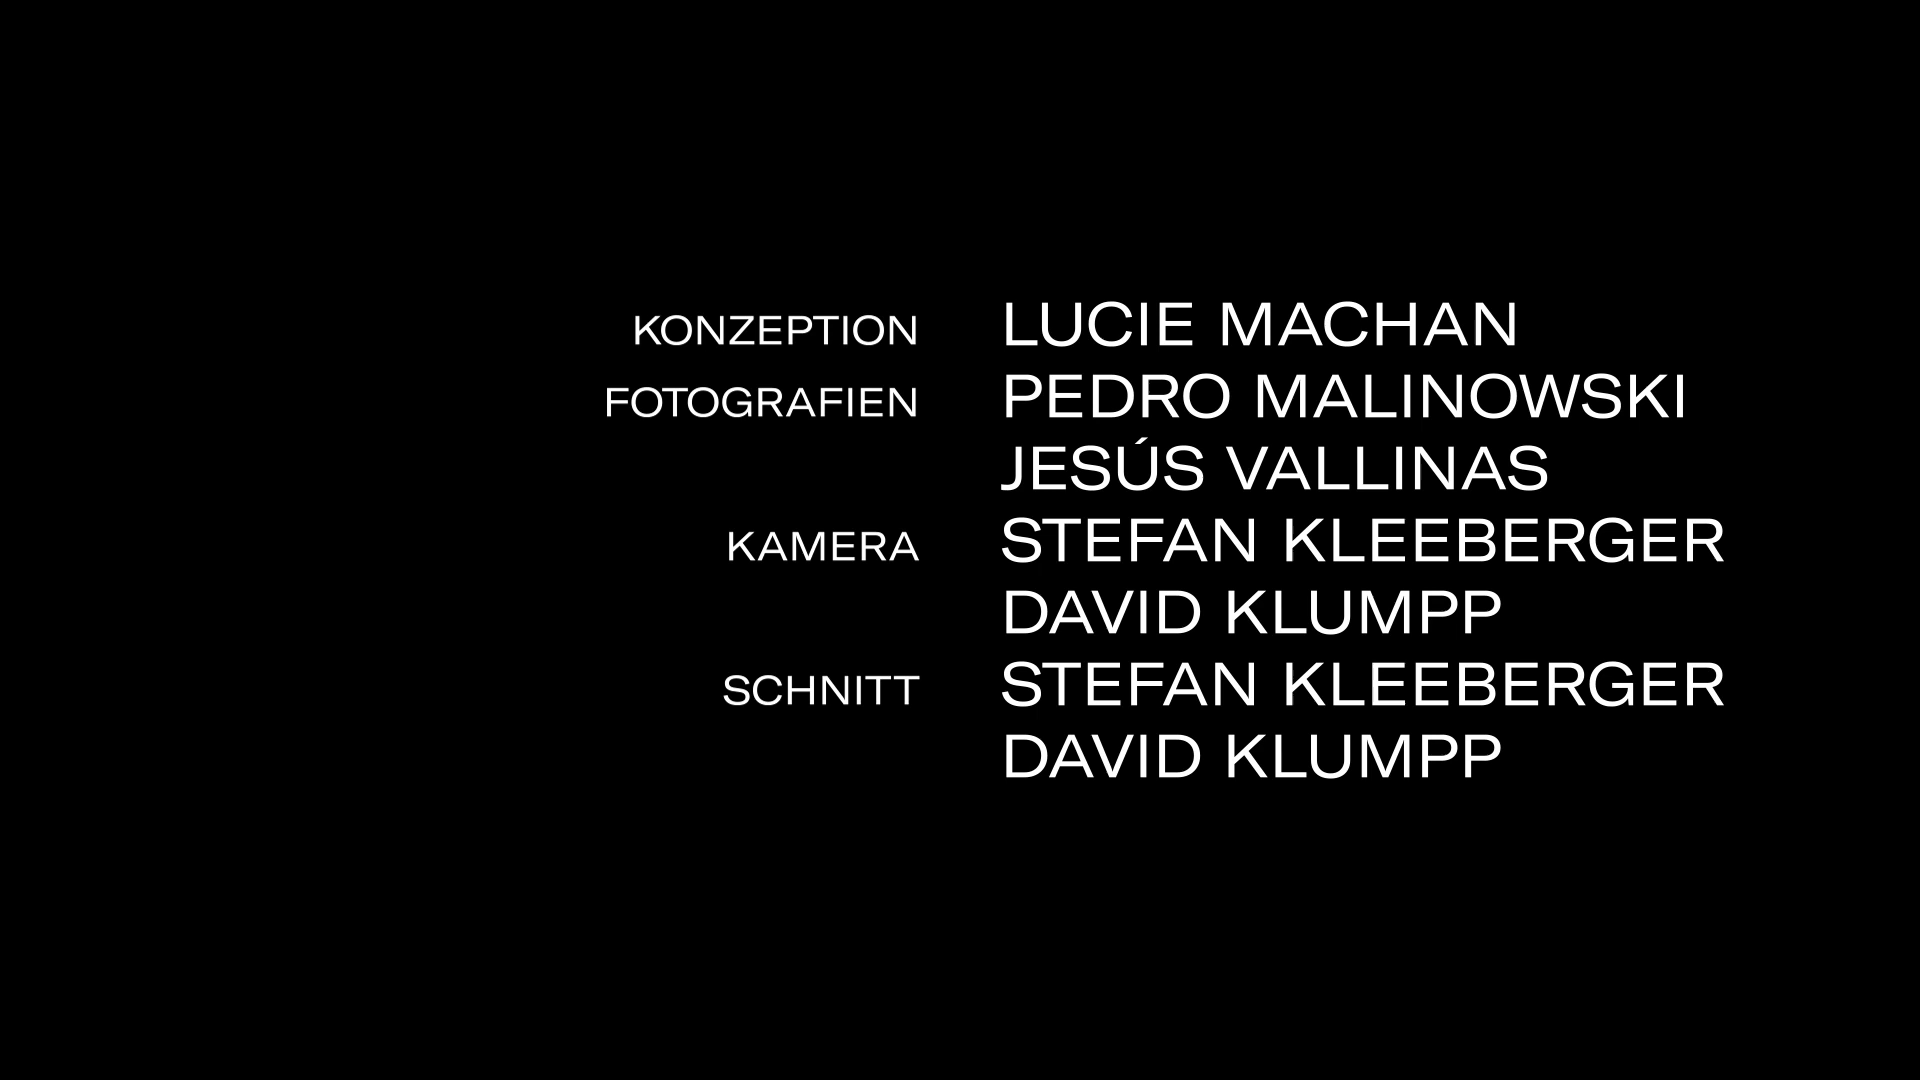 KONZEPTION LUCIE MACHAN
FOTOGRAFIEN PEDRO MALINOWSKI
JESÚS VALLINAS
KAMERA STEFAN KLEEBERGER
DAVID KLUMPP
SCHNITT STEFAN KLEEBERGER
DAVID KLUMPP